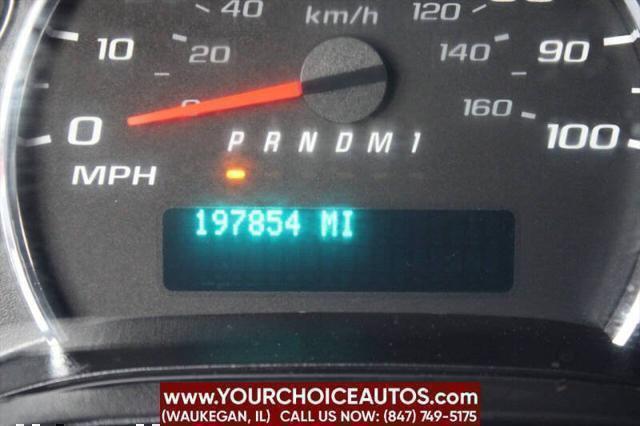 40 km/h 120
10 20 140 90
0 160 100
P R N D M 1
MPH
197854 MI
www.YOURCHOICEAUTOS.com
(WAUKEGAN, IL) CALL US NOW: (847) 749-5175